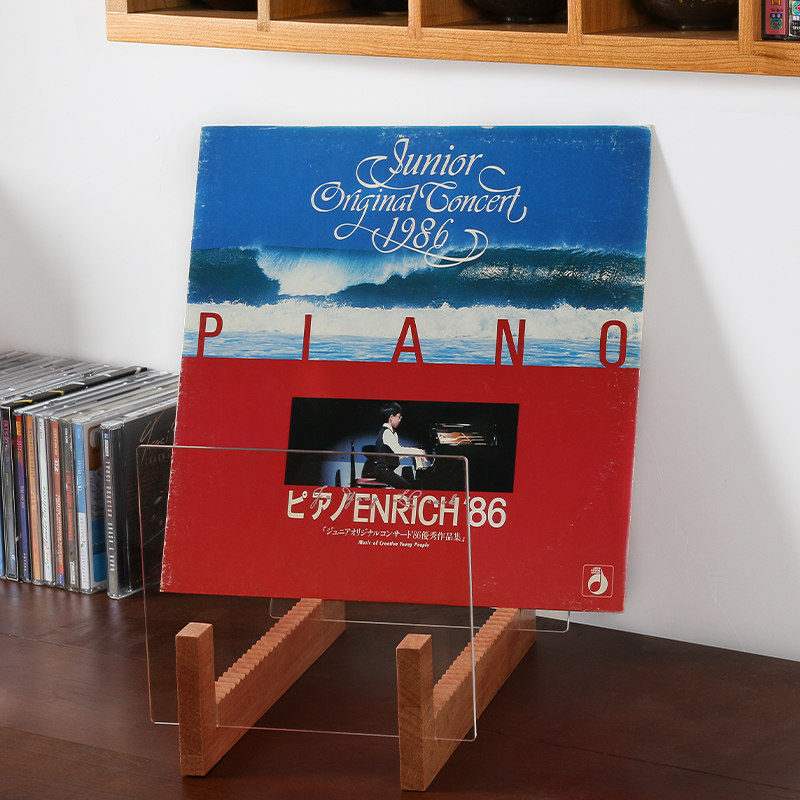 Junior
Original Concert
1986
PIANO
ピアノENRICH '86
「ジュニアオリジナルコンサート'86優秀作品集」
Music of Creative Young People